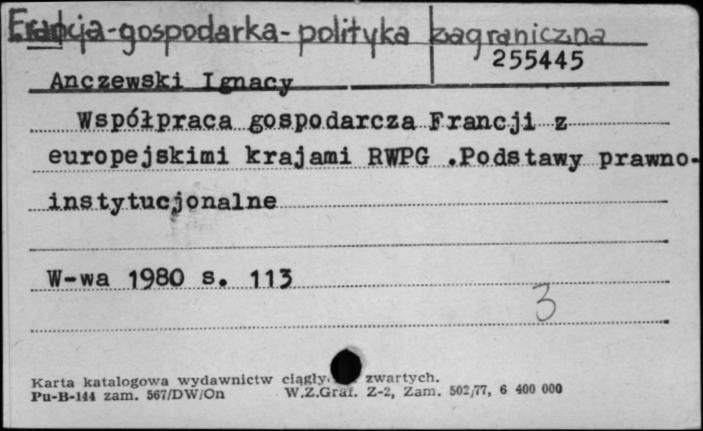 Francja-gospodarka-polityka zagraniczna
255445
Anczewski Ignacy
Współpraca gospodarcza Francji z
europejskimi krajami RWPG .Podstawy prawno-
instytucjonalne
W-wa 1980 s. 113
3
Karta katalogowa wydawnictw ciągły zwartych.
Pu-B-144 zam. 567/DW/On W.Z.Graf. Z-2, Zam. 502/77, 6 400 000